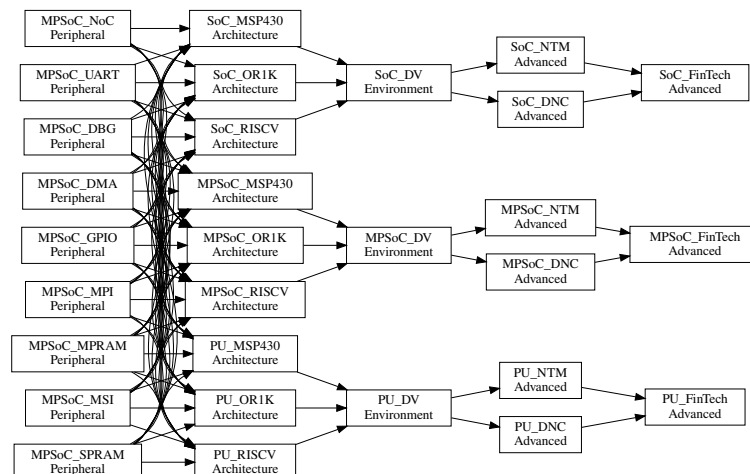 MPSoC_NoC
Peripheral
MPSoC_UART
Peripheral
MPSoC_DBG
Peripheral
MPSoC_DMA
Peripheral
MPSoC_GPIO
Peripheral
MPSoC_MPI
Peripheral
MPSoC_MPRAM
Peripheral
MPSoC_MSI
Peripheral
MPSoC_SPRAM
Peripheral
SoC_MSP430
Architecture
SoC_OR1K
Architecture
SoC_RISCV
Architecture
MPSoC_MSP430
Architecture
MPSoC_OR1K
Architecture
MPSoC_RISCV
Architecture
PU_MSP430
Architecture
PU_OR1K
Architecture
PU_RISCV
Architecture
SoC_DV
Environment
MPSoC_DV
Environment
PU_DV
Environment
SoC_NTM
Advanced
SoC_DNC
Advanced
MPSoC_NTM
Advanced
MPSoC_DNC
Advanced
PU_NTM
Advanced
PU_DNC
Advanced
SoC_FinTech
Advanced
MPSoC_FinTech
Advanced
PU_FinTech
Advanced